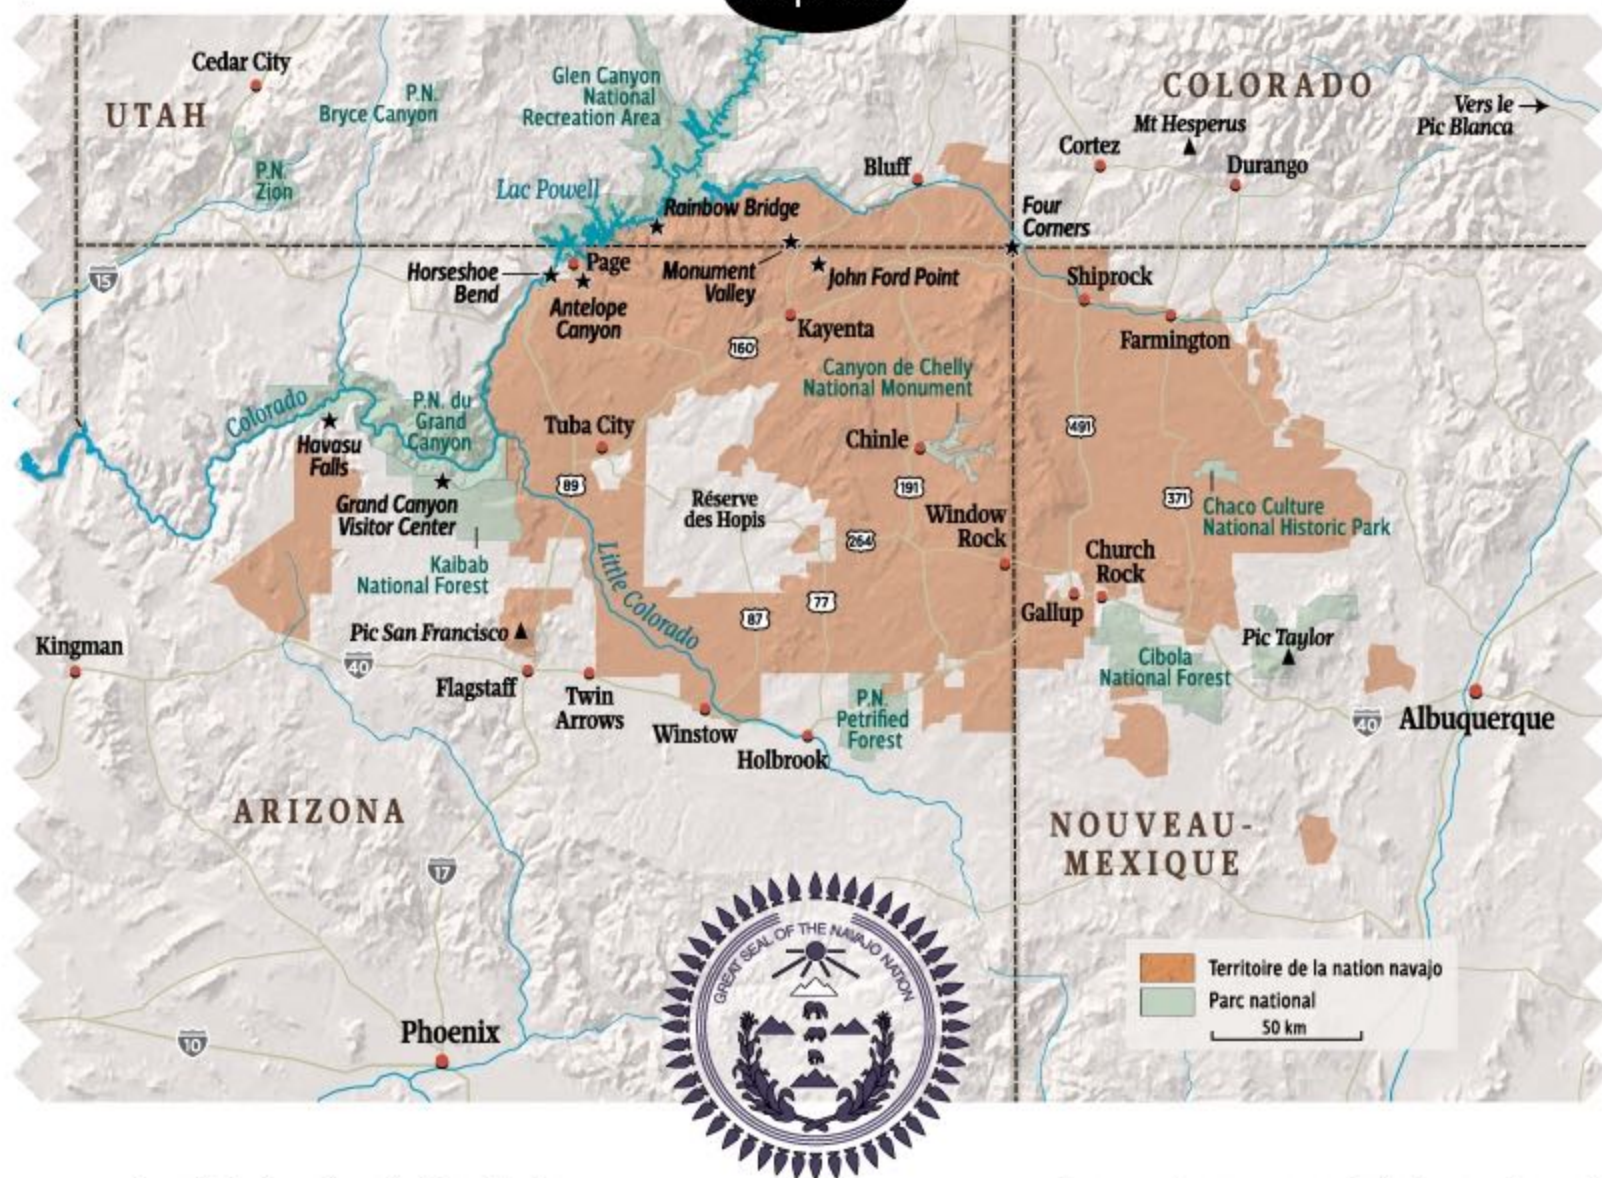 Cedar City
UTAH
P.N.
Bryce Canyon
P.N.
Zion
Glen Canyon
National
Recreation Area
Lac Powell
Rainbow Bridge
Bluff
COLORADO
Vers le
Pic Blanca
Mt Hesperus
Cortez
Durango
Four
Corners
15
Horseshoe
Bend
Page
Antelope
Canyon
Monument
Valley
John Ford Point
Kayenta
160
Shiprock
Farmington
Canyon de Chelly
National Monument
Colorado
P.N. du
Grand
Canyon
Havasu
Falls
Tuba City
Chinle
491
Grand Canyon
Visitor Center
89
Réserve
des Hopis
191
371
Chaco Culture
National Historic Park
Window
Rock
264
Kaibab
National Forest
Little Colorado
Church
Rock
77
87
Gallup
Kingman
Pic San Francisco
40
Flagstaff
Twin
Arrows
Winstow
Holbrook
P.N.
Petrified
Forest
Cibola
National Forest
Pic Taylor
40
Albuquerque
ARIZONA
NOUVEAU-
MEXIQUE
17
10
Phoenix
GREAT SEAL OF THE NAVAJO NATION
Territoire de la nation navajo
Parc national
50 km